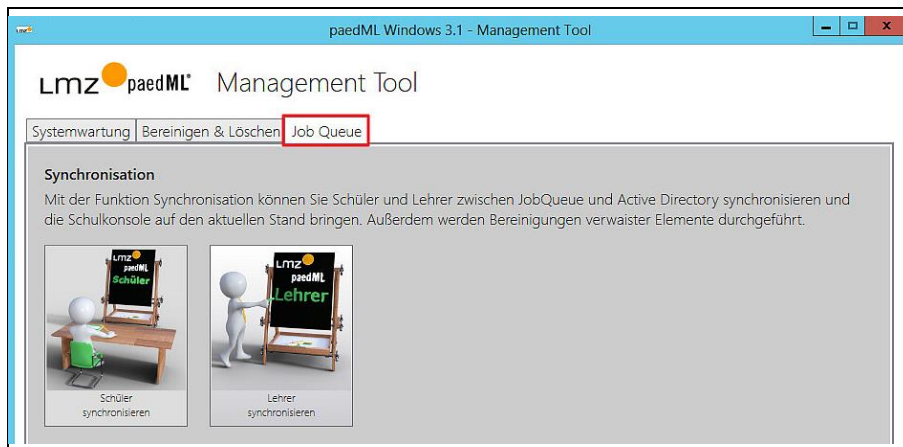 paedML Windows 3.1 - Management Tool
LMZ paedML® Management Tool
Systemwartung Bereinigen & Löschen Job Queue
Synchronisation
Mit der Funktion Synchronisation können Sie Schüler und Lehrer zwischen JobQueue und Active Directory synchronisieren und
die Schulkonsole auf den aktuellen Stand bringen. Außerdem werden Bereinigungen verwaister Elemente durchgeführt.
LMZ
paedML
Schüler
LMZ
paedML
Lehrer
Schüler
synchronisieren
Lehrer
synchronisieren